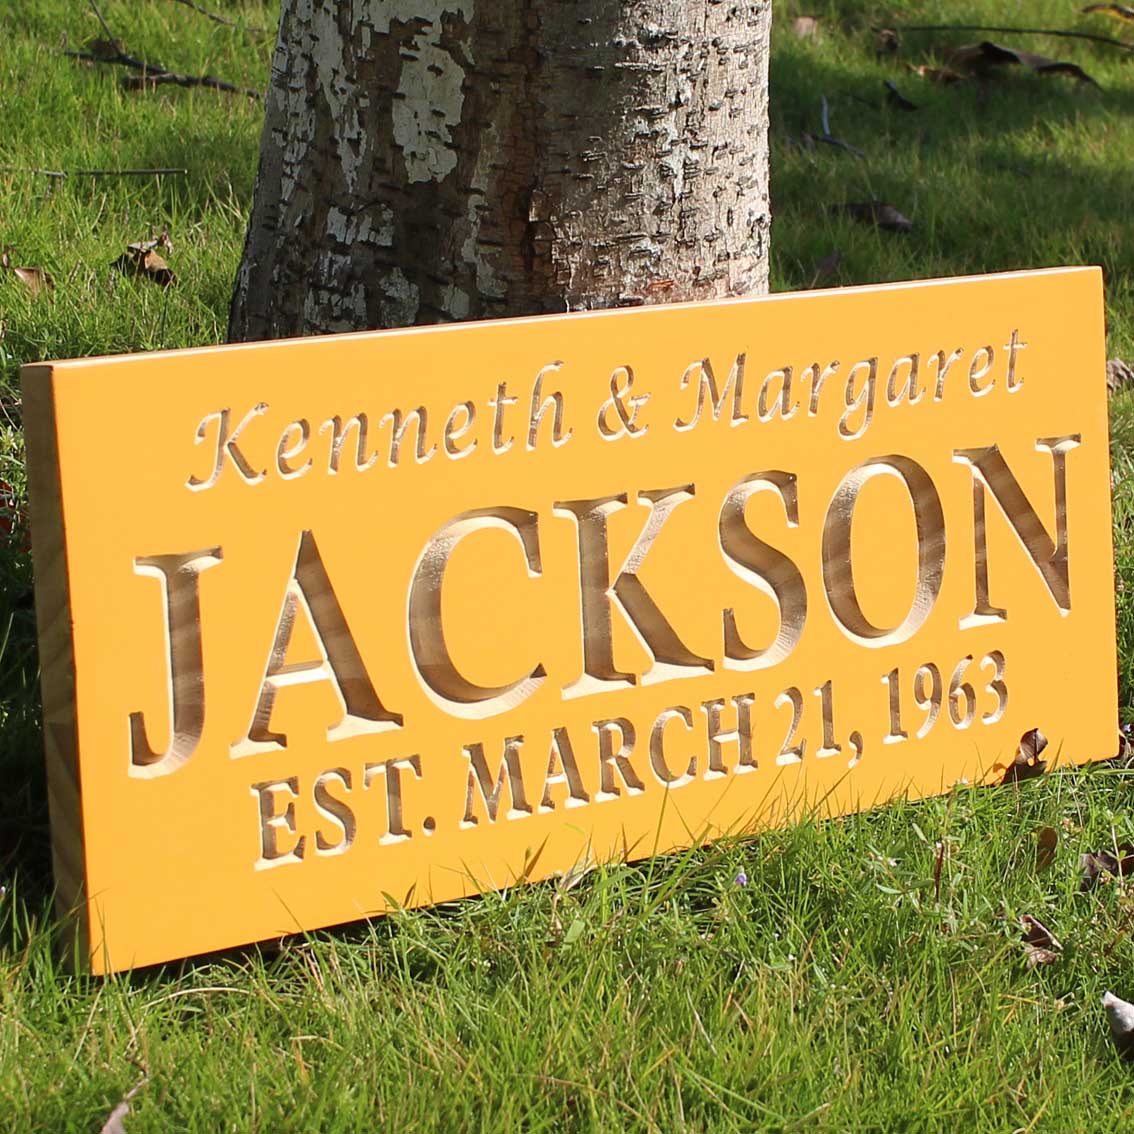 Kenneth & Margaret
JACKSON
EST. MARCH 21, 1963